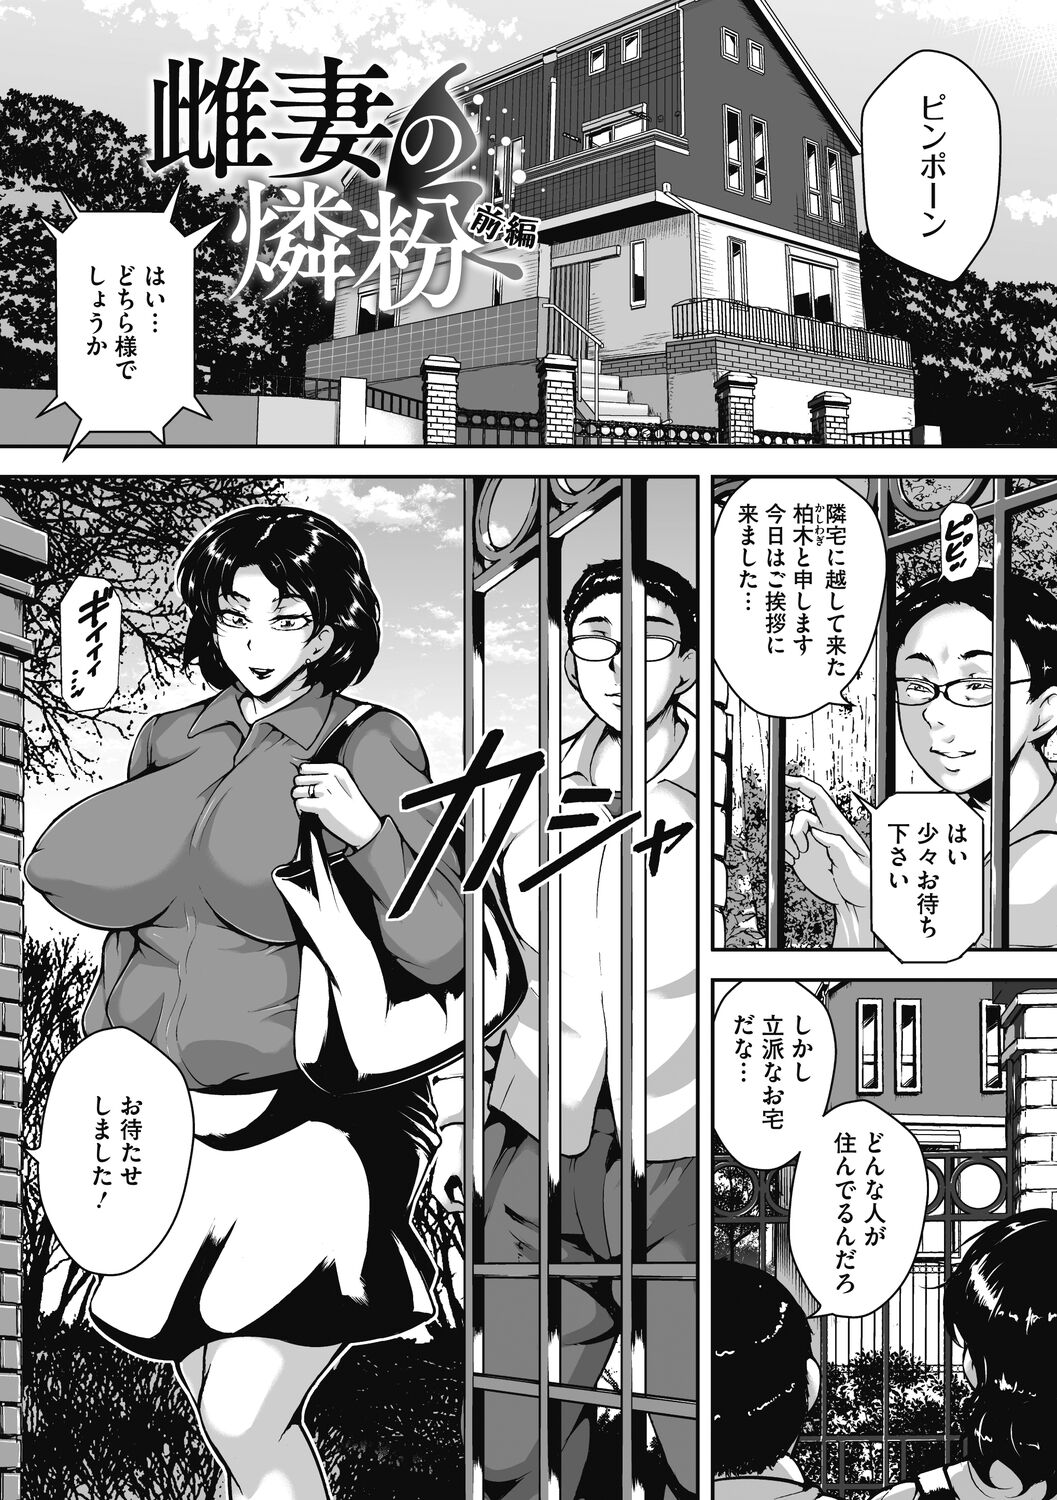 雌妻の
燐粉
前編
ピンポーン
はい…
どちら様で
しょうか
ピピッ
隣宅に越して来た
柏木と申します
かしわぎ
今日はご挨拶に
来ました…
はい
少々お待ち
下さい
しかし
立派なお宅
だな…
どんな人が
住んでるんだろ
カシャ
ギィィィ…
お待たせ
しました！